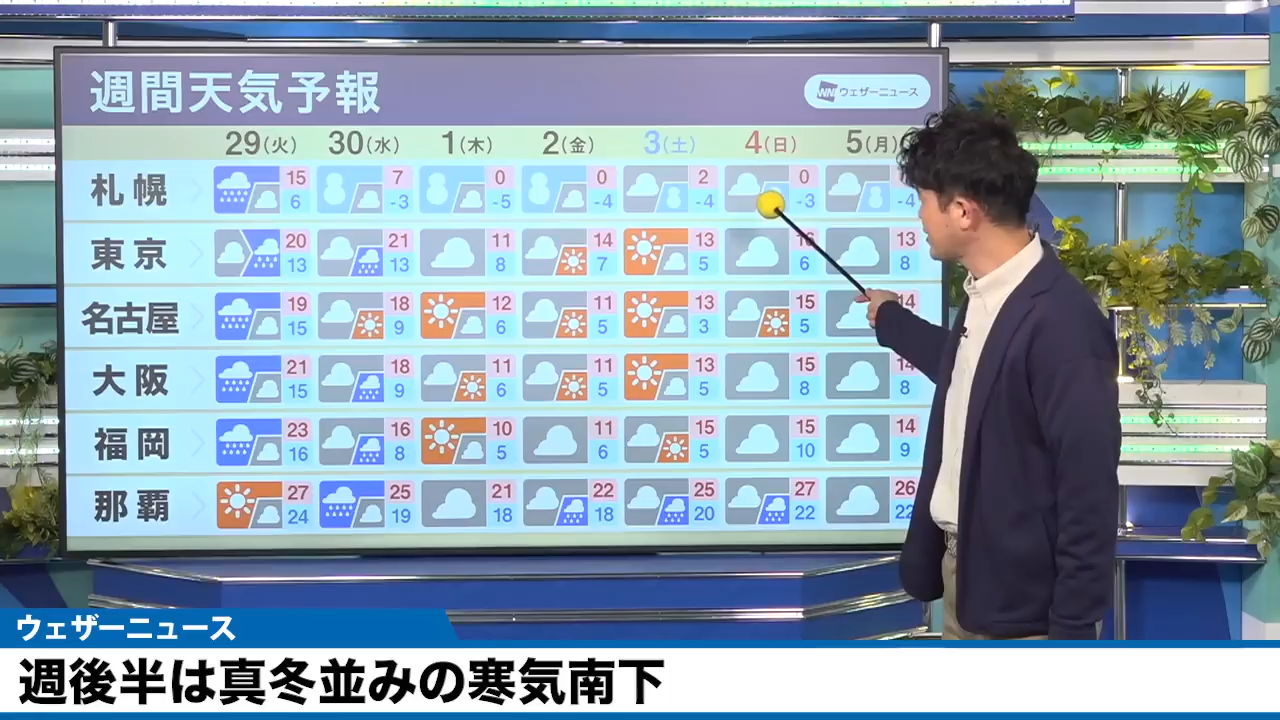 週間天気予報
ウェザーニュース
29(火) 30(水) 1(木) 2(金) 3(土) 4(日) 5(月)
札幌 15 6 7 -3 0 -5 0 -4 2 -4 0 -3 -4
東京 20 13 21 13 11 8 14 7 13 5 16 6 13 8
名古屋 19 15 18 9 12 6 11 5 13 3 15 5 14
大阪 21 15 18 9 11 6 11 5 13 5 15 8 14 8
福岡 23 16 16 8 10 5 11 6 15 5 15 10 14 9
那覇 27 24 25 19 21 18 22 18 25 20 27 22 26 22
ウェザーニュース
週後半は真冬並みの寒気南下